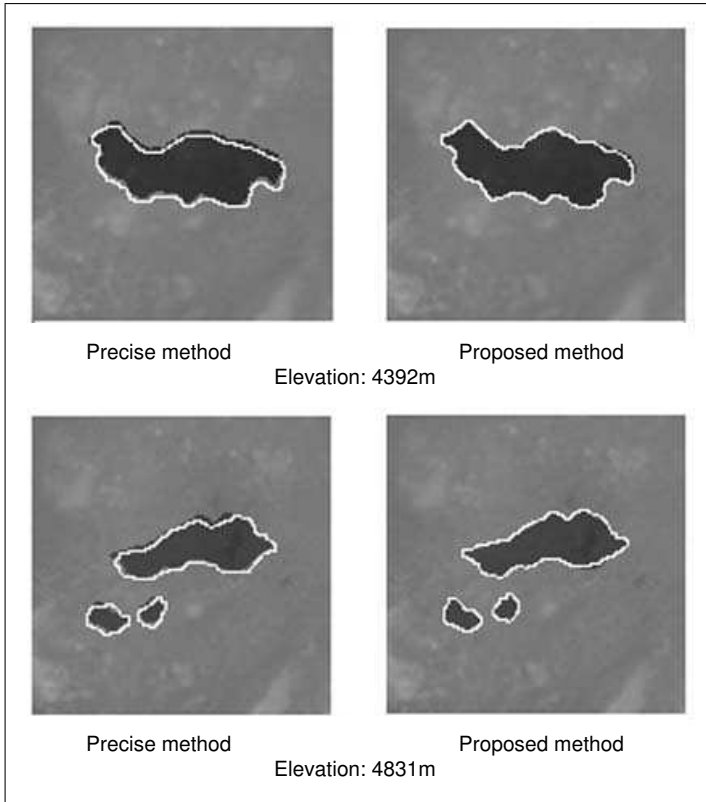 Precise method
Proposed method
Elevation: 4392m
Precise method
Proposed method
Elevation: 4831m